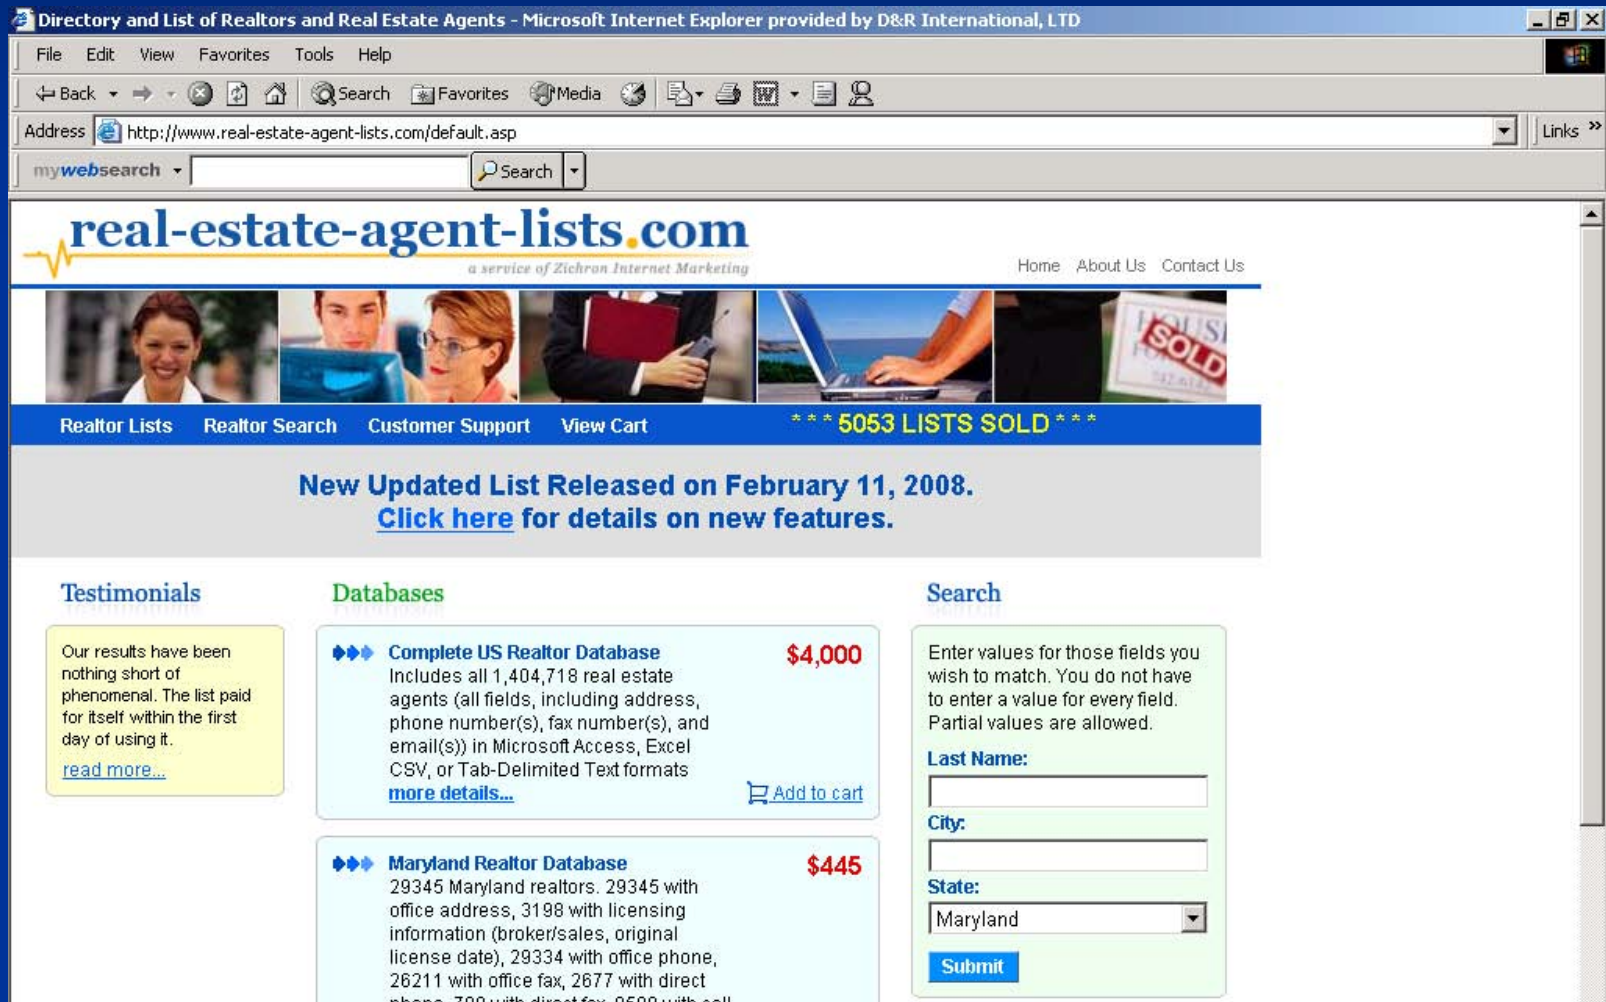 Directory and List of Realtors and Real Estate Agents - Microsoft Internet Explorer provided by D&R International, LTD
File Edit View Favorites Tools Help
Back Search Favorites Media
Address http://www.real-estate-agent-lists.com/default.asp Links »
mywebsearch Search
real-estate-agent-lists.com
a service of Zichron Internet Marketing
Home About Us Contact Us
SOLD
Realtor Lists Realtor Search Customer Support View Cart * * * 5053 LISTS SOLD * * *
New Updated List Released on February 11, 2008.
Click here for details on new features.
Testimonials
Our results have been
nothing short of
phenomenal. The list paid
for itself within the first
day of using it.
read more...
Databases
Complete US Realtor Database $4,000
Includes all 1,404,718 real estate
agents (all fields, including address,
phone number(s), fax number(s), and
email(s)) in Microsoft Access, Excel
CSV, or Tab-Delimited Text formats
more details... Add to cart
Maryland Realtor Database $445
29345 Maryland realtors. 29345 with
office address, 3198 with licensing
information (broker/sales, original
license date), 29334 with office phone,
26211 with office fax, 2677 with direct
Search
Enter values for those fields you
wish to match. You do not have
to enter a value for every field.
Partial values are allowed.
Last Name:
City:
State:
Maryland
Submit